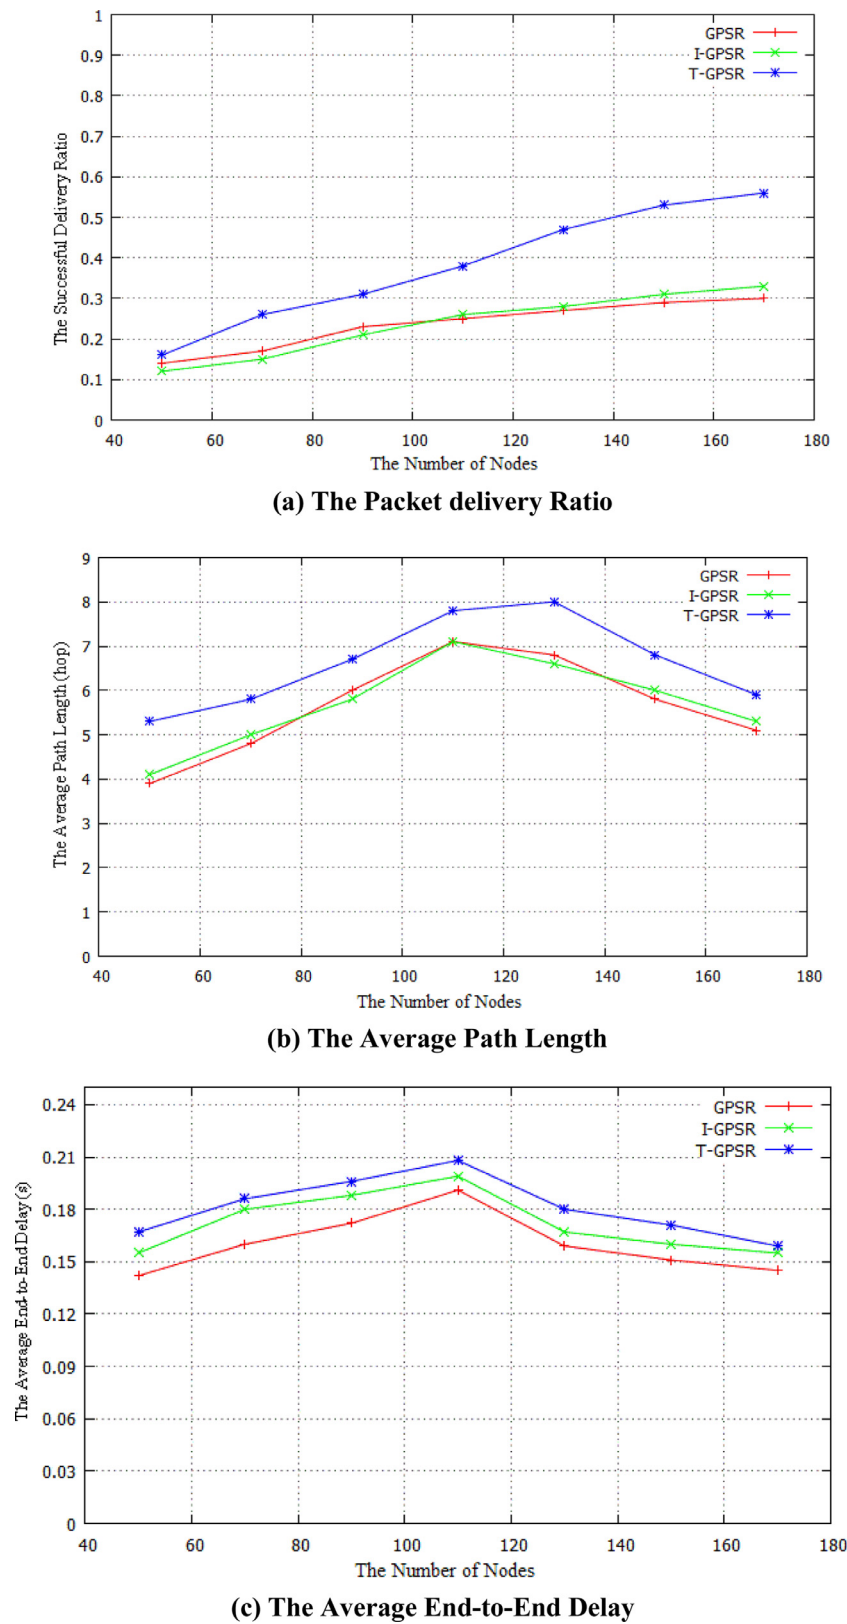 1
0.9
0.8
0.7
0.6
0.5
0.4
0.3
0.2
0.1
0
The Successful Delivery Ratio
GPSR
I-GPSR
T-GPSR
40 60 80 100 120 140 160 180
The Number of Nodes
(a) The Packet delivery Ratio
9
8
7
6
5
4
3
2
1
0
The Average Path Length (hop)
GPSR
I-GPSR
T-GPSR
40 60 80 100 120 140 160 180
The Number of Nodes
(b) The Average Path Length
0.24
0.21
0.18
0.15
0.12
0.09
0.06
0.03
0
The Average End-to-End Delay (s)
GPSR
I-GPSR
T-GPSR
40 60 80 100 120 140 160 180
The Number of Nodes
(c) The Average End-to-End Delay